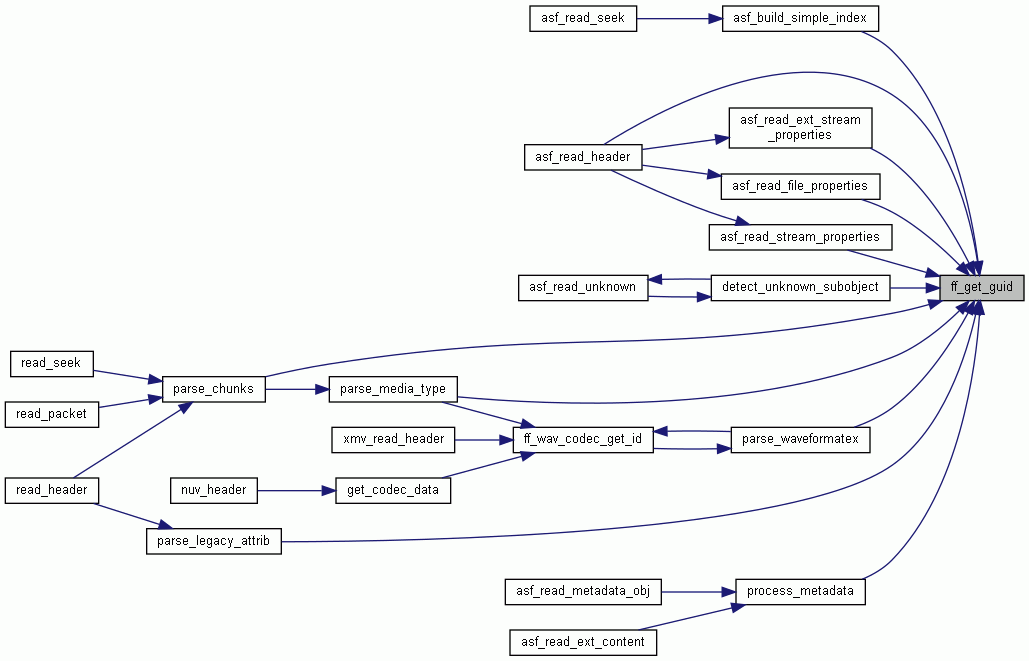 asf_read_seek
asf_build_simple_index
asf_read_ext_stream
_properties
asf_read_header
asf_read_file_properties
asf_read_stream_properties
asf_read_unknown
detect_unknown_subobject
ff_get_guid
read_seek
parse_chunks
parse_media_type
read_packet
xmv_read_header
ff_wav_codec_get_id
parse_waveformatex
read_header
nuv_header
get_codec_data
parse_legacy_attrib
asf_read_metadata_obj
process_metadata
asf_read_ext_content